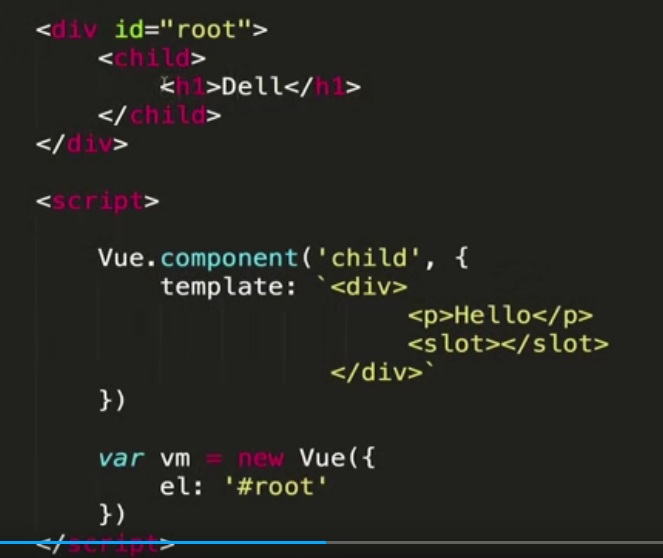 <div id="root">
<child>
<h1>Dell</h1>
</child>
</div>
<script>
Vue.component('child', {
template: `<div>
<p>Hello</p>
<slot></slot>
</div>`
})
var vm = new Vue({
el: '#root'
})
</script>